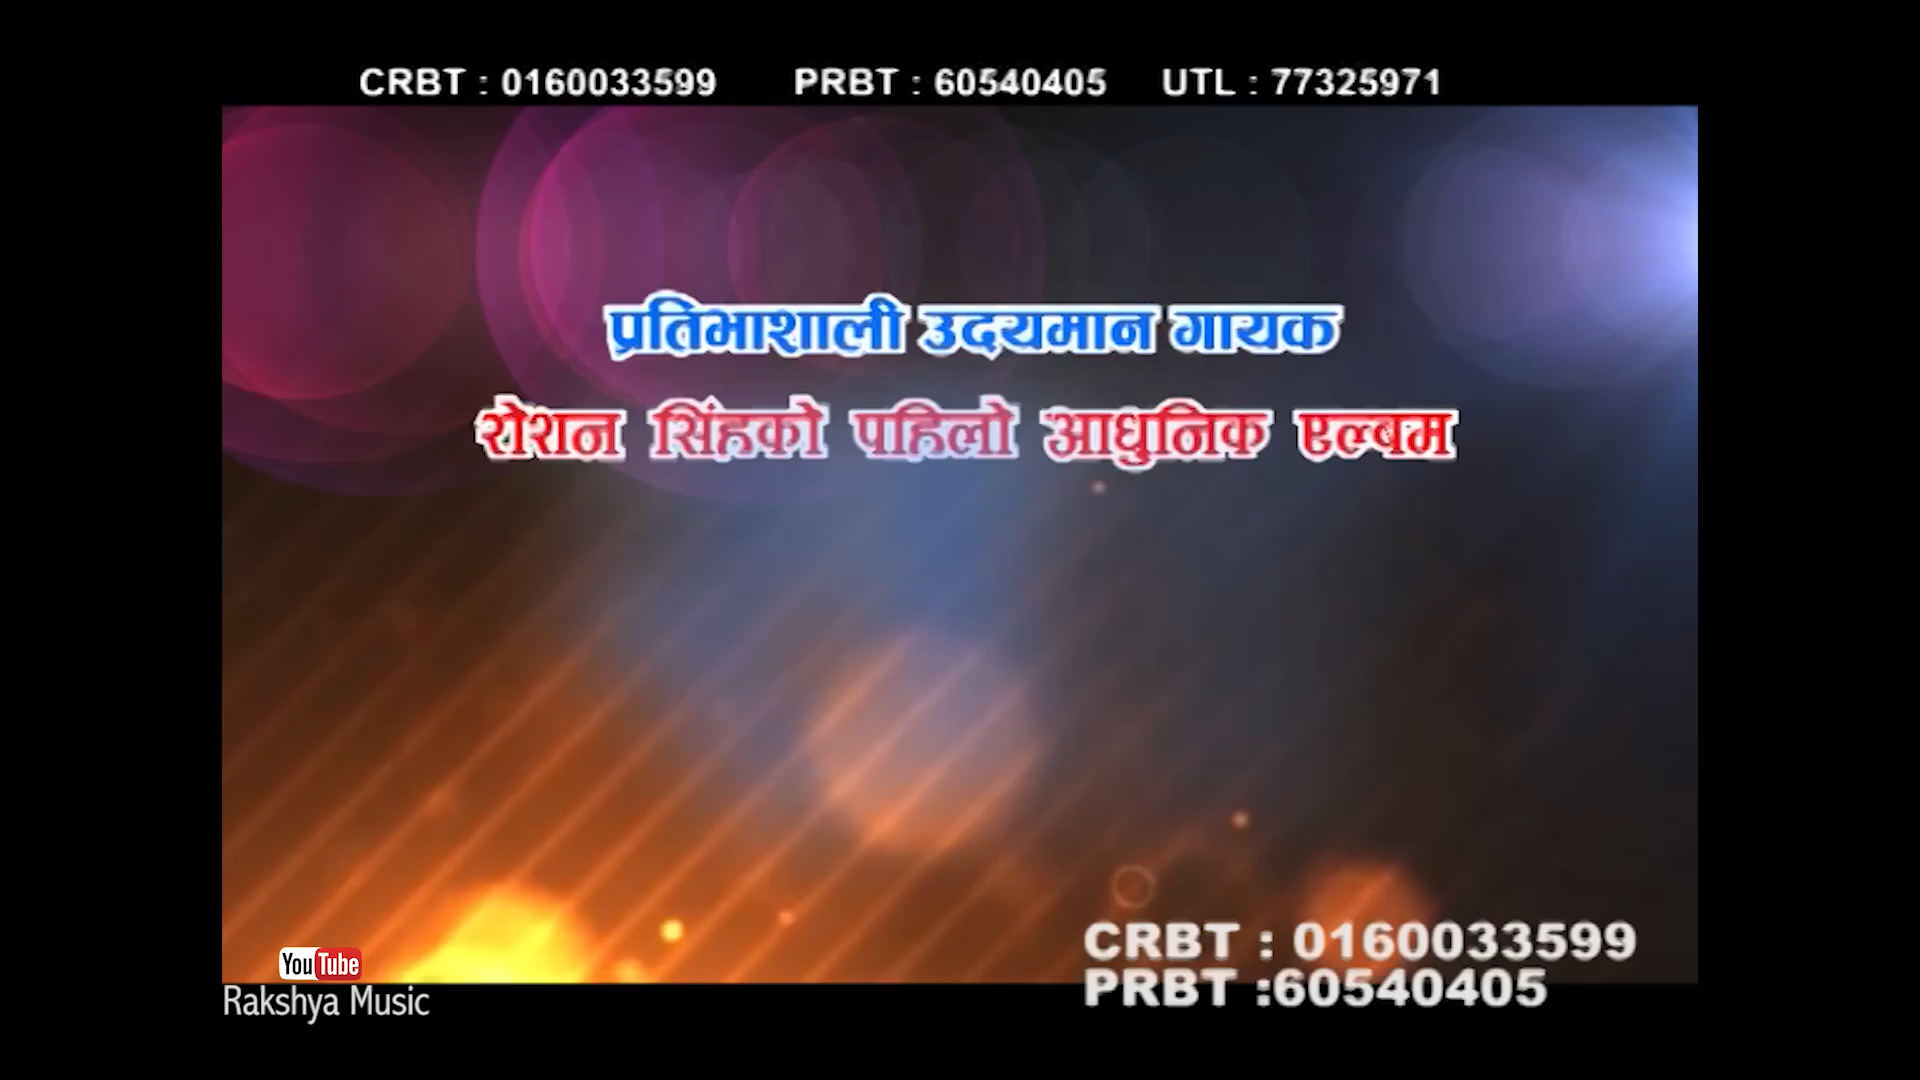 CRBT : 0160033599 PRBT : 60540405 UTL : 77325971
प्रतिभाशाली उदयमान गायक
रोशन सिंहको पहिलो आधुनिक एल्बम
CRBT : 0160033599
PRBT :60540405
YouTube
Rakshya Music